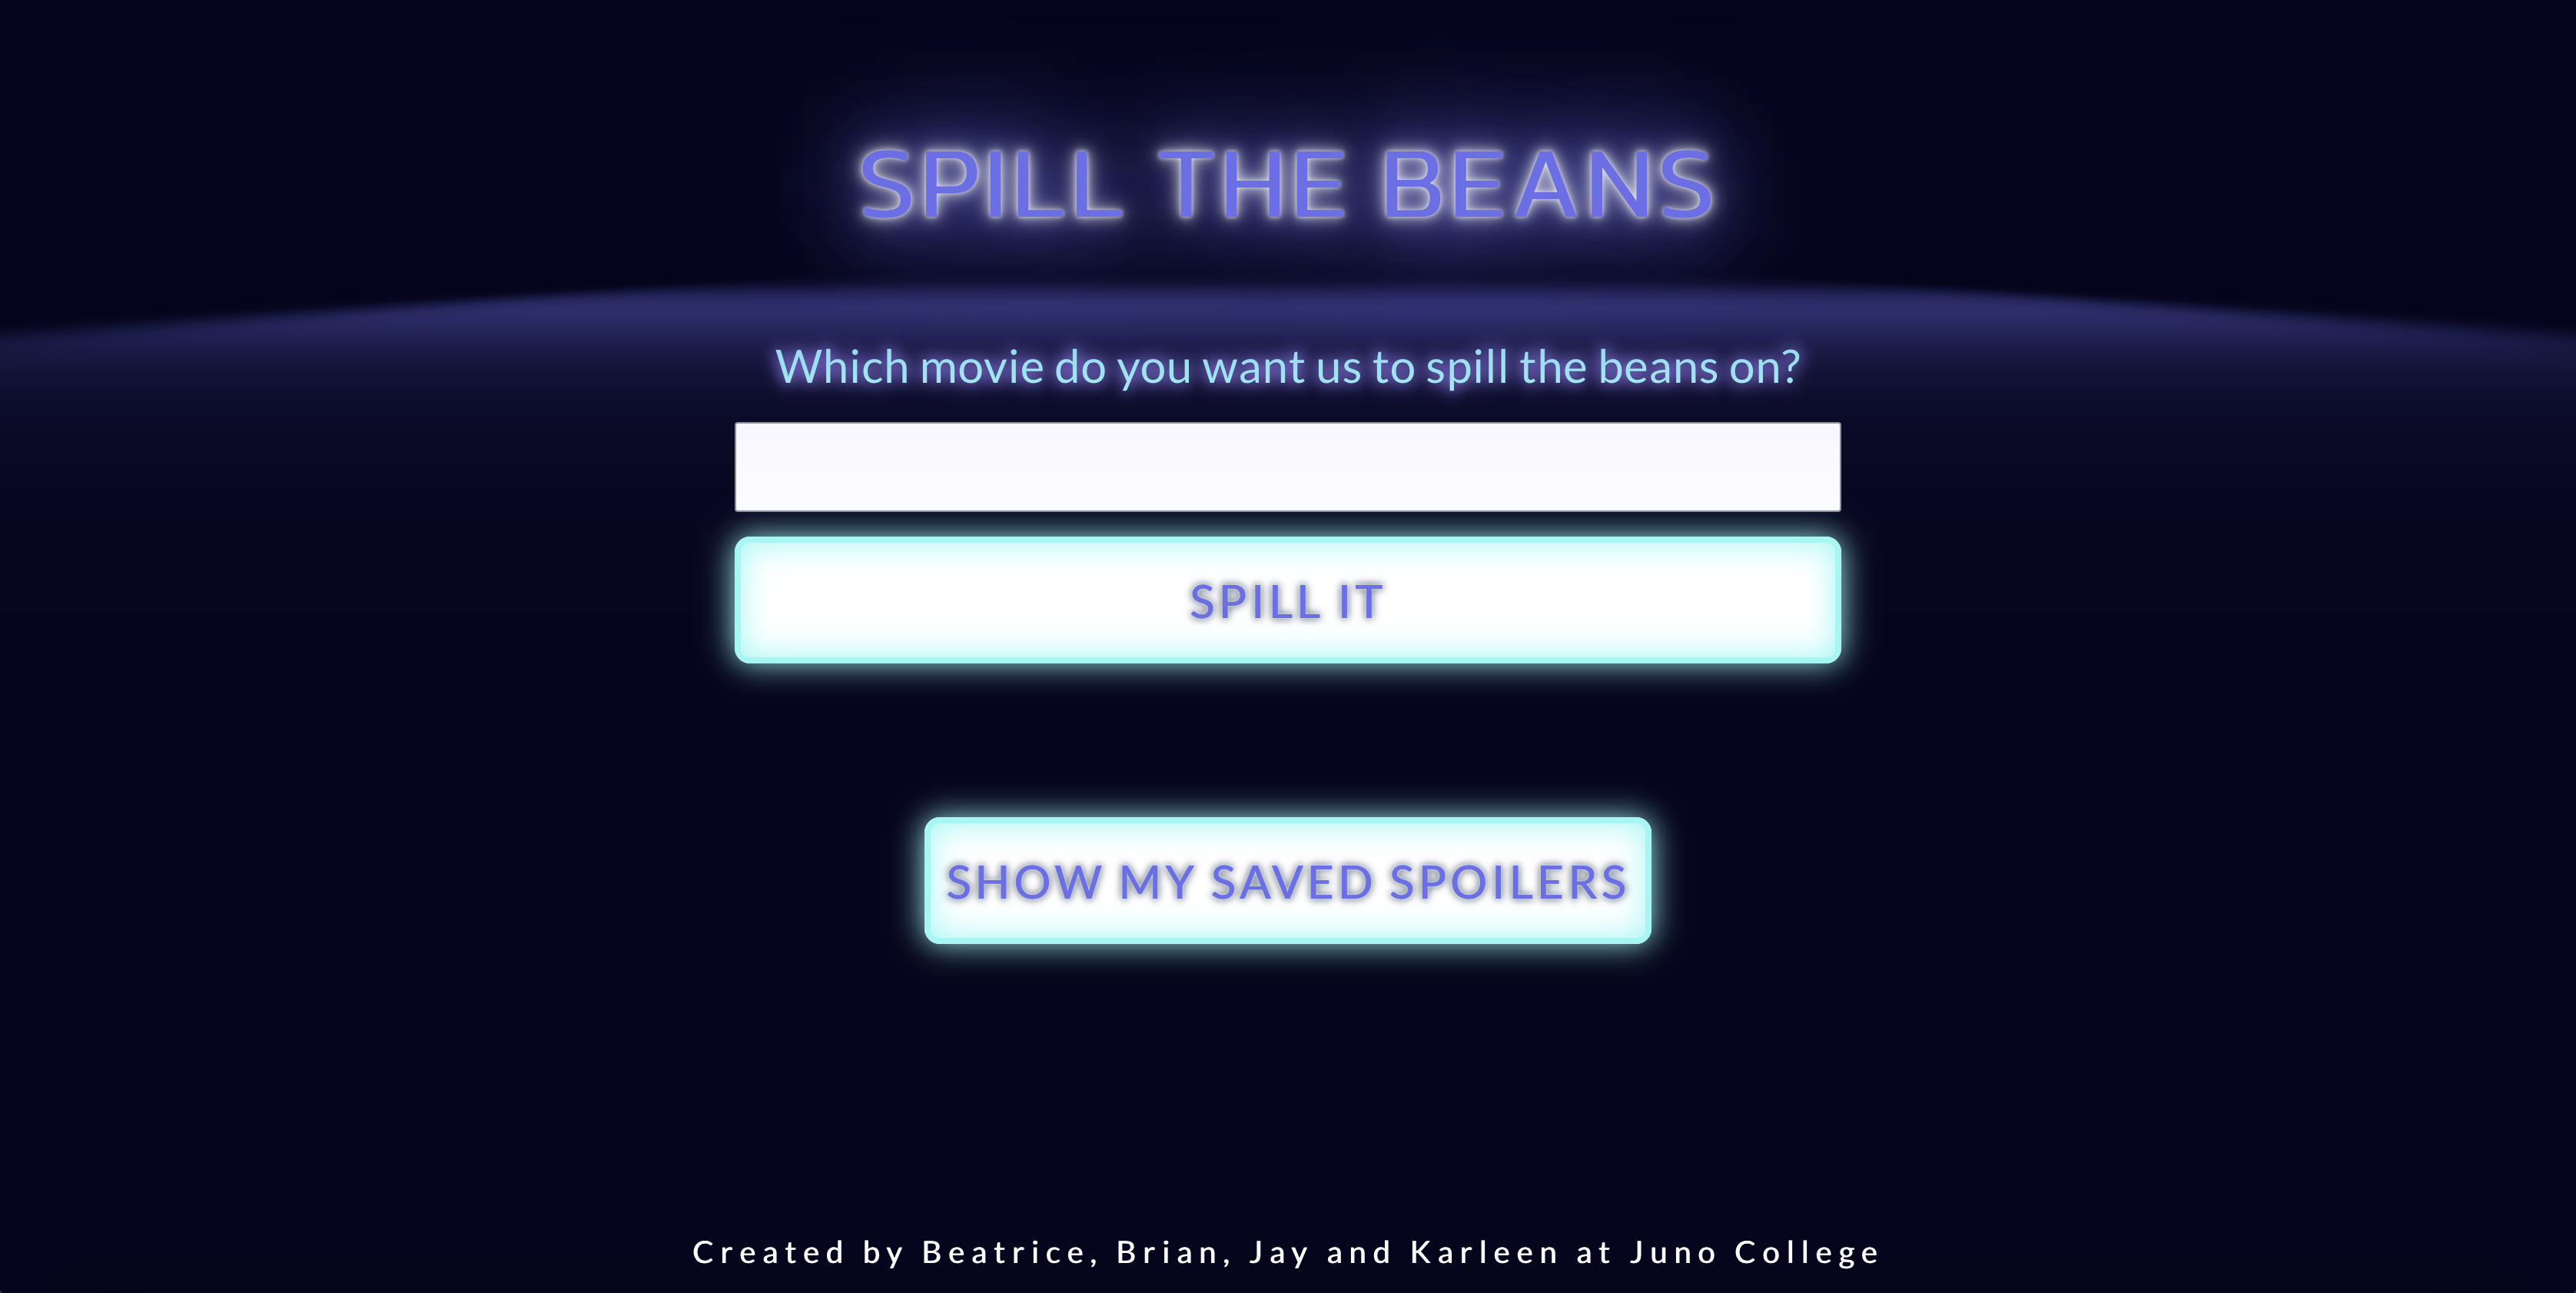 SPILL THE BEANS
Which movie do you want us to spill the beans on?
SPILL IT
SHOW MY SAVED SPOILERS
Created by Beatrice, Brian, Jay and Karleen at Juno College